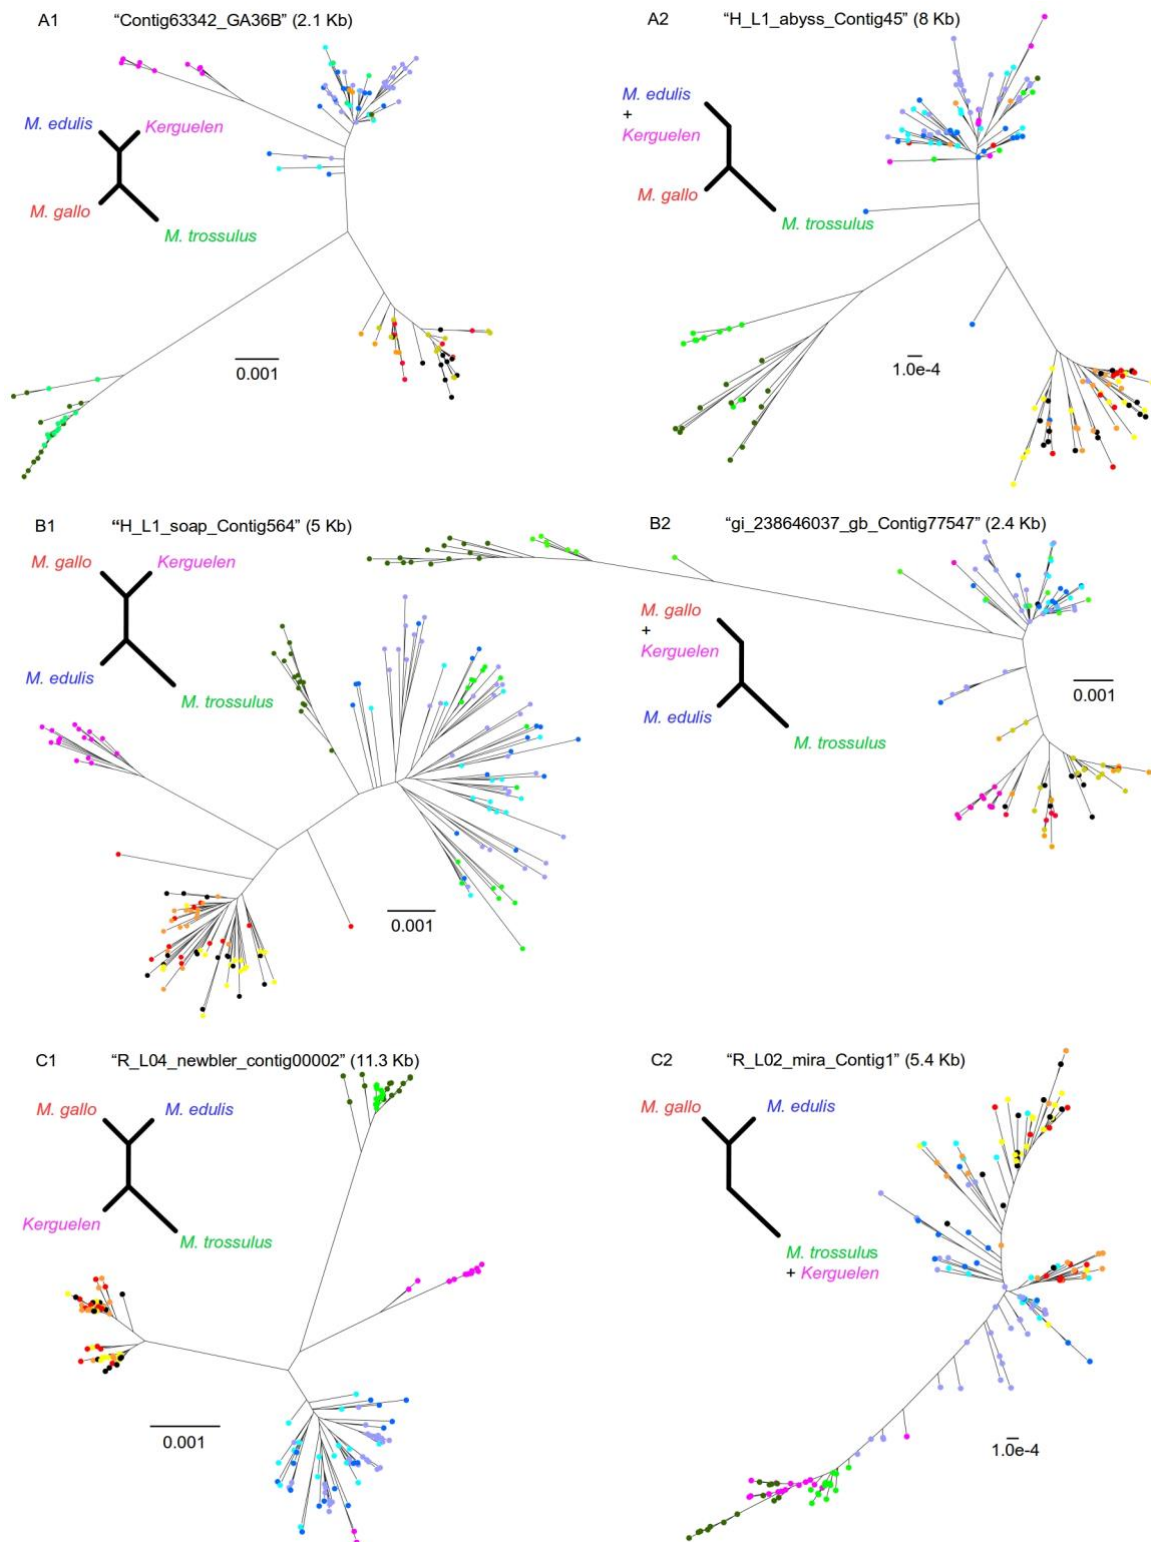 A1 "Contig63342_GA36B" (2.1 Kb)
M. edulis
Kerguelen
M. gallo
M. trossulus
0.001
A2 "H_L1_abyss_Contig45" (8 Kb)
M. edulis
+
Kerguelen
M. gallo
M. trossulus
1.0e-4
B1 "H_L1_soap_Contig564" (5 Kb)
M. gallo
Kerguelen
M. edulis
M. trossulus
0.001
B2 "gi_238646037_gb_Contig77547" (2.4 Kb)
M. gallo
+
Kerguelen
M. edulis
M. trossulus
0.001
C1 "R_L04_newbler_contig00002" (11.3 Kb)
M. gallo
M. edulis
Kerguelen
M. trossulus
0.001
C2 "R_L02_mira_Contig1" (5.4 Kb)
M. gallo
M. edulis
M. trossulus
+ Kerguelen
1.0e-4